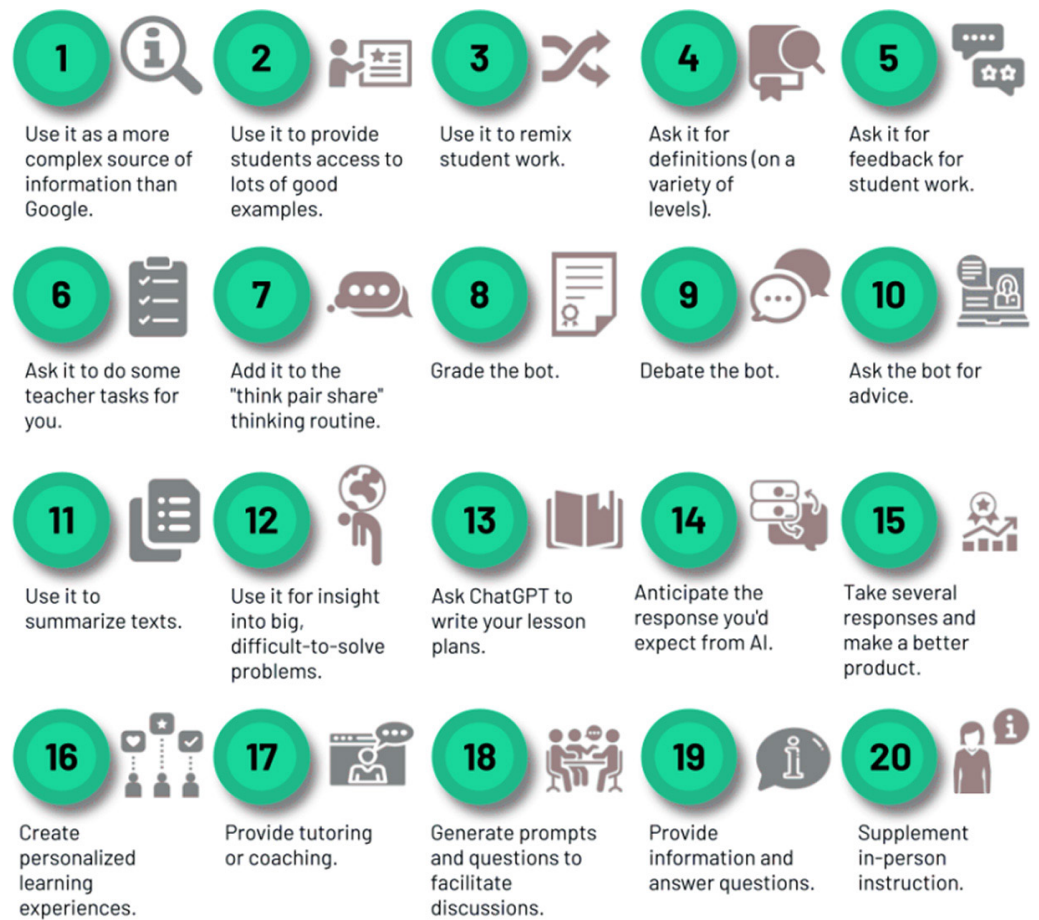 1
Use it as a more
complex source of
information than
Google.
2
Use it to provide
students access to
lots of good
examples.
3
Use it to remix
student work.
4
Ask it for
definitions (on a
variety of
levels).
5
Ask it for
feedback for
student work.
6
Ask it to do some
teacher tasks for
you.
7
Add it to the
"think pair share"
thinking routine.
8
Grade the bot.
9
Debate the bot.
10
Ask the bot for
advice.
11
Use it to
summarize texts.
12
Use it for insight
into big,
difficult-to-solve
problems.
13
Ask ChatGPT to
write your lesson
plans.
14
Anticipate the
response you'd
expect from AI.
15
Take several
responses and
make a better
product.
16
Create
personalized
learning
experiences.
17
Provide tutoring
or coaching.
18
Generate prompts
and questions to
facilitate
discussions.
19
Provide
information and
answer questions.
20
Supplement
in-person
instruction.